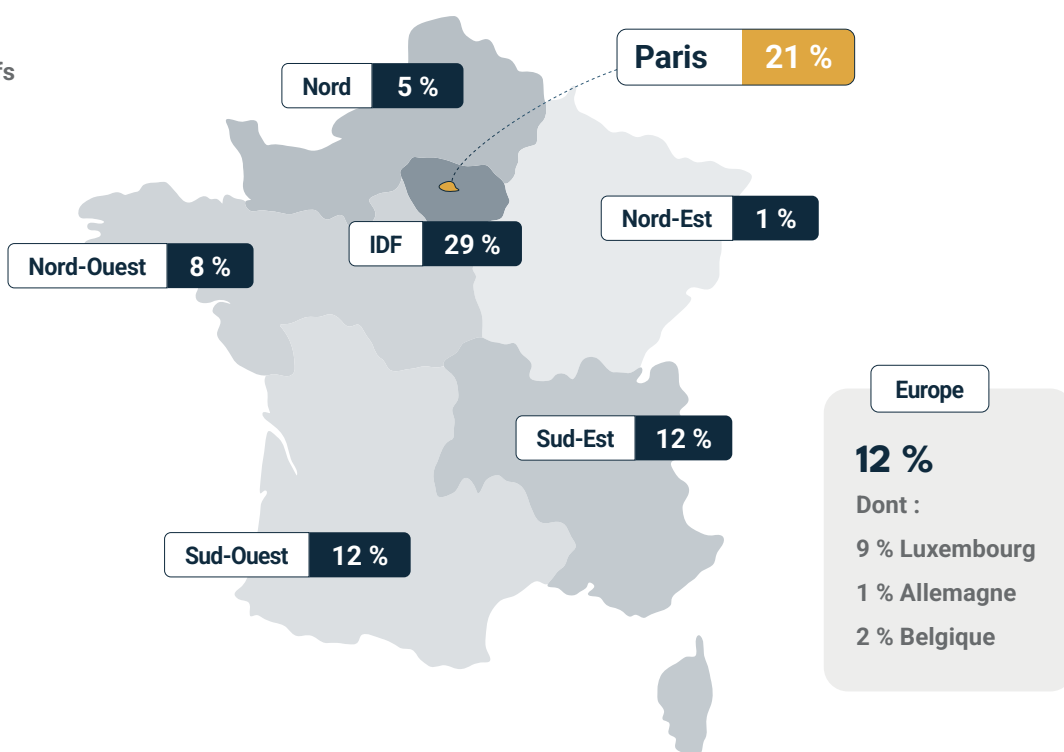 fs
Paris 21 %
Nord 5 %
Nord-Est 1 %
IDF 29 %
Nord-Ouest 8 %
Europe
12 %
Dont :
9 % Luxembourg
1 % Allemagne
2 % Belgique
Sud-Est 12 %
Sud-Ouest 12 %